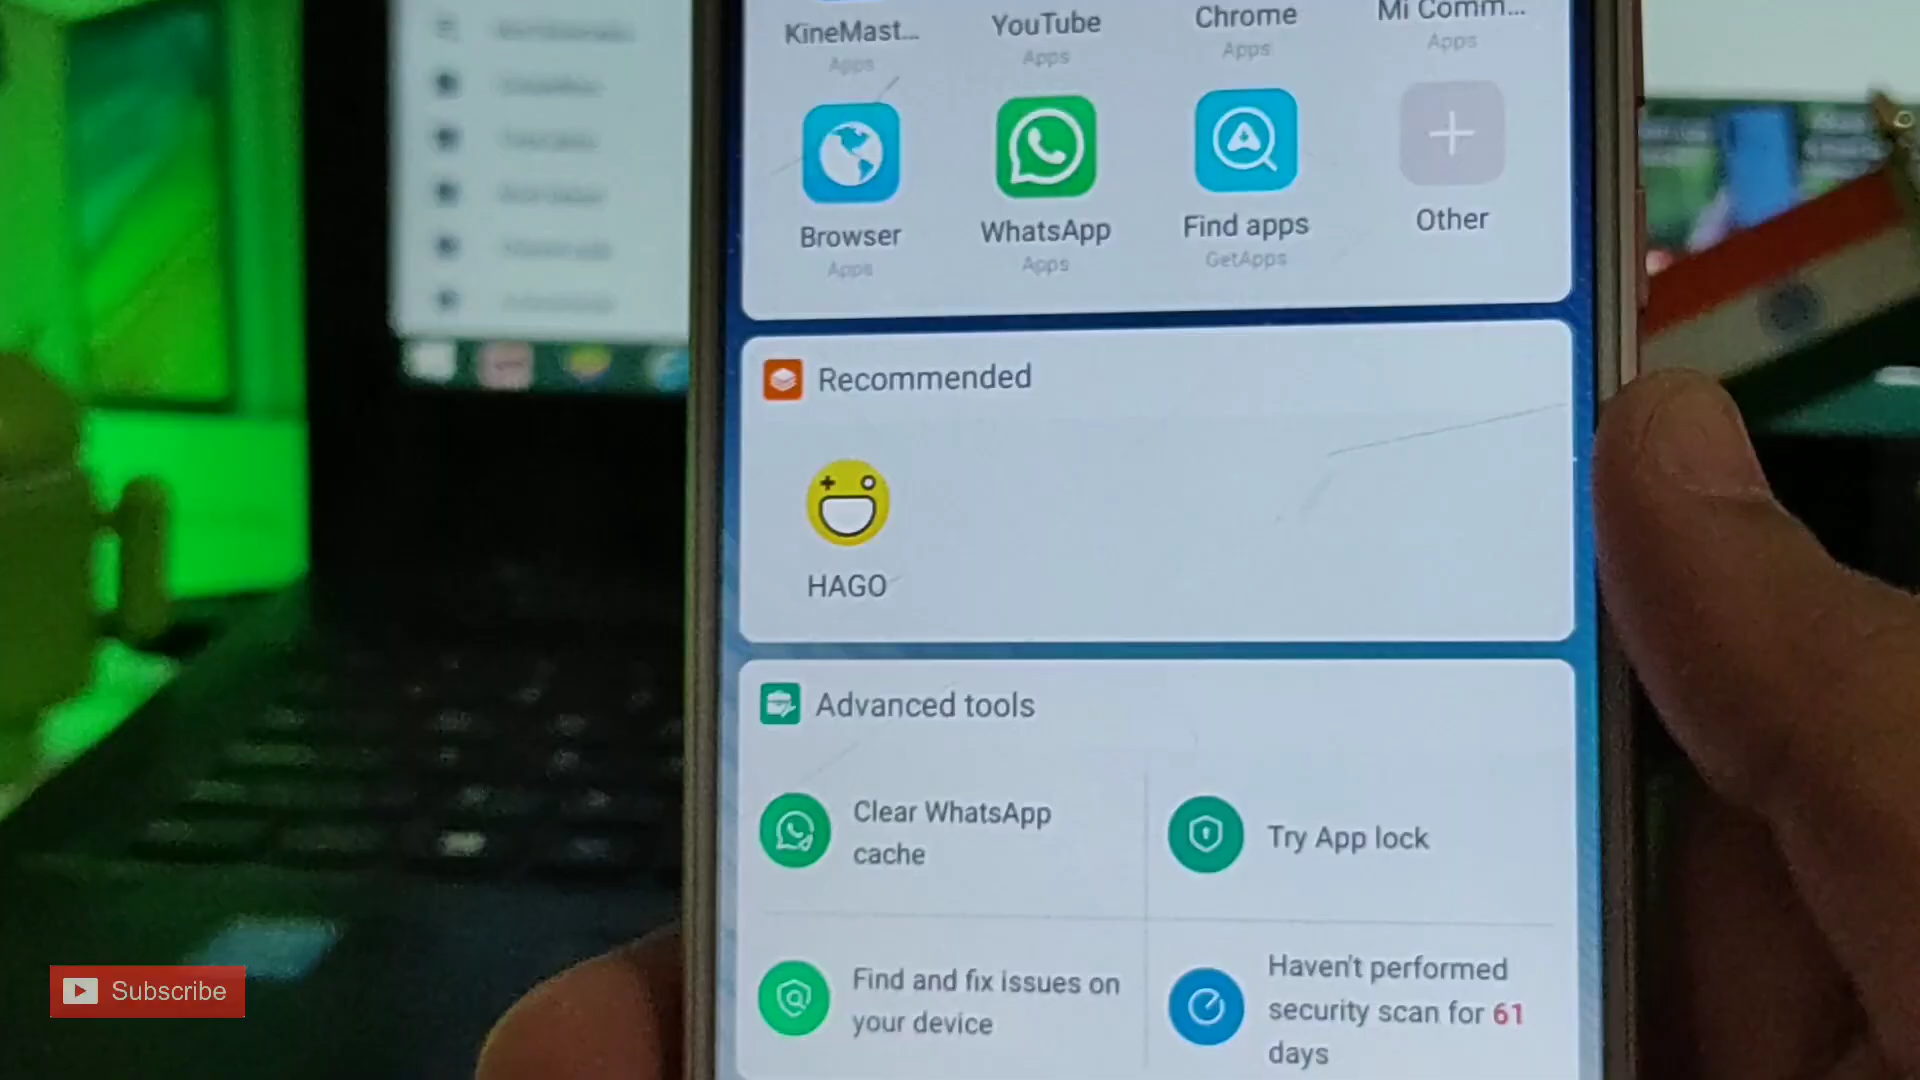 KineMast...
YouTube
Chrome
Mi Comm...
Apps
Apps
Apps
Apps
Browser
WhatsApp
Find apps
Other
Apps
Apps
GetApps
Recommended
HAGO
Advanced tools
Clear WhatsApp
cache
Try App lock
Find and fix issues on
your device
Haven't performed
security scan for 61
days
Subscribe